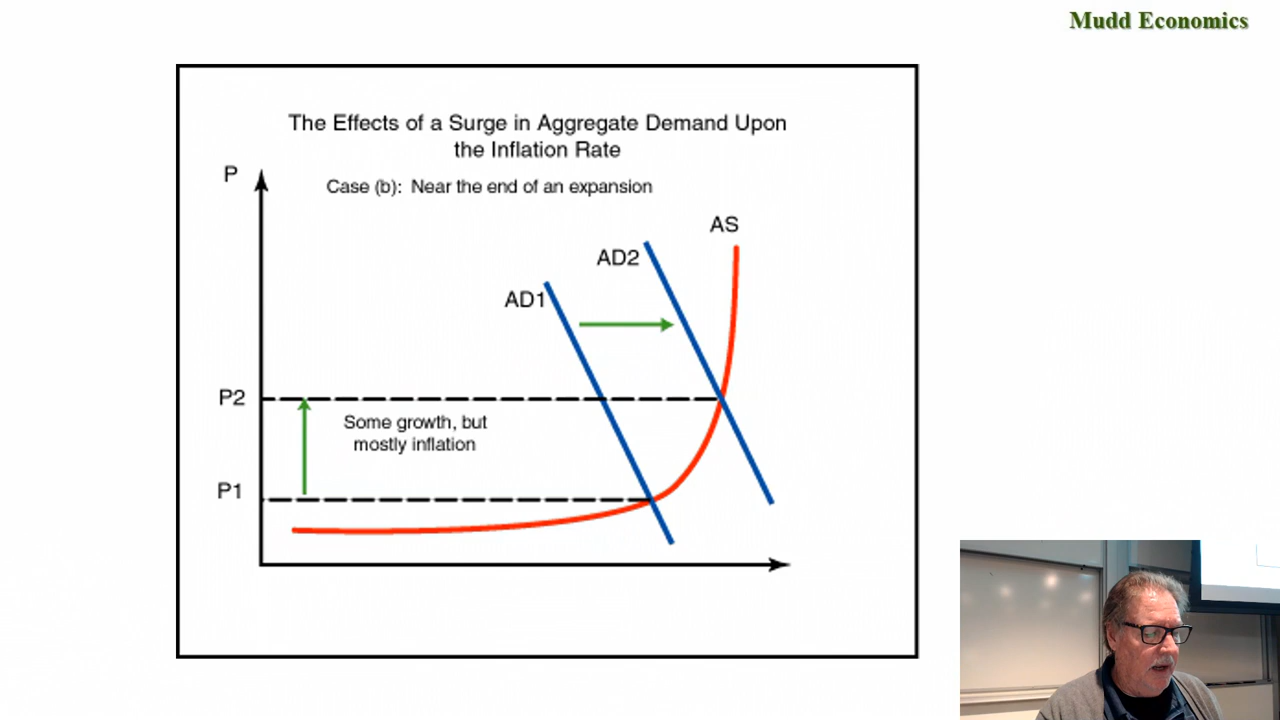 Mudd Economics
The Effects of a Surge in Aggregate Demand Upon
the Inflation Rate
P
Case (b): Near the end of an expansion
AS
AD2
AD1
P2
Some growth, but
mostly inflation
P1